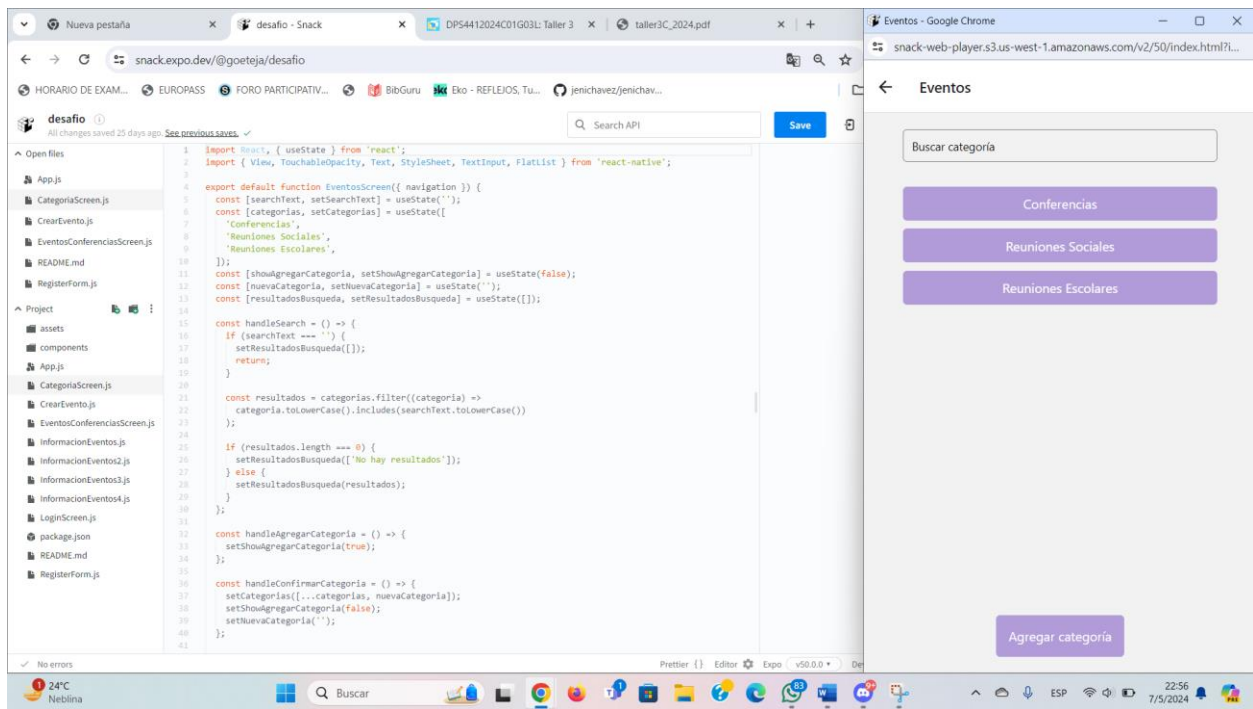 Nueva pestaña
desafio - Snack
DPS4412024C01G03L: Taller 3
taller3C_2024.pdf
snack.expo.dev/@goeteja/desafio
HORARIO DE EXAM...
EUROPASS
FORO PARTICIPATIV...
BibGuru
Eko - REFLEJOS, Tu...
jenichavez/jenichav...
desafio
All changes saved 25 days ago. See previous saves.
Search API
Save
Open files
App.js
CategoriaScreen.js
CrearEvento.js
EventosConferenciasScreen.js
README.md
RegisterForm.js
Project
assets
components
App.js
CategoriaScreen.js
CrearEvento.js
EventosConferenciasScreen.js
InformacionEventos.js
InformacionEventos2.js
InformacionEventos3.js
InformacionEventos4.js
LoginScreen.js
package.json
README.md
RegisterForm.js
1 import React, { useState } from 'react';
2 import { View, TouchableOpacity, Text, StyleSheet, TextInput, FlatList } from 'react-native';
3
4 export default function EventosScreen({ navigation }) {
5 const [searchText, setSearchText] = useState('');
6 const [categorias, setCategorias] = useState([
7 'Conferencias',
8 'Reuniones Sociales',
9 'Reuniones Escolares',
10 ]);
11 const [showAgregarCategoria, setShowAgregarCategoria] = useState(false);
12 const [nuevaCategoria, setNuevaCategoria] = useState('');
13 const [resultadosBusqueda, setResultadosBusqueda] = useState([]);
14
15 const handleSearch = () => {
16 if (searchText === '') {
17 setResultadosBusqueda([]);
18 return;
19 }
20
21 const resultados = categorias.filter((categoria) =>
22 categoria.toLowerCase().includes(searchText.toLowerCase())
23 );
24
25 if (resultados.length === 0) {
26 setResultadosBusqueda(['No hay resultados']);
27 } else {
28 setResultadosBusqueda(resultados);
29 }
30 };
31
32 const handleAgregarCategoria = () => {
33 setShowAgregarCategoria(true);
34 };
35
36 const handleConfirmarCategoria = () => {
37 setCategorias([...categorias, nuevaCategoria]);
38 setShowAgregarCategoria(false);
39 setNuevaCategoria('');
40 };
41
No errors
Prettier {} Editor Expo v50.0.0 De
Eventos - Google Chrome
snack-web-player.s3.us-west-1.amazonaws.com/v2/50/index.html?i...
Eventos
Buscar categoría
Conferencias
Reuniones Sociales
Reuniones Escolares
Agregar categoría
1
24°C
Neblina
Buscar
83
ESP
22:56
7/5/2024